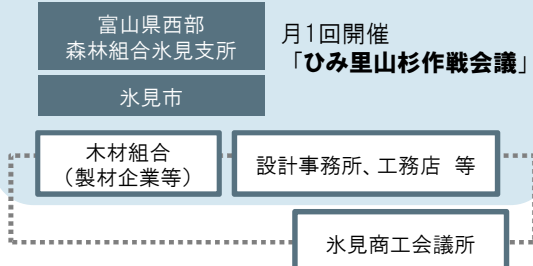 富山県西部
森林組合氷見支所
月1回開催
「ひみ里山杉作戦会議」
氷見市
木材組合
（製材企業等）
設計事務所、工務店 等
氷見商工会議所